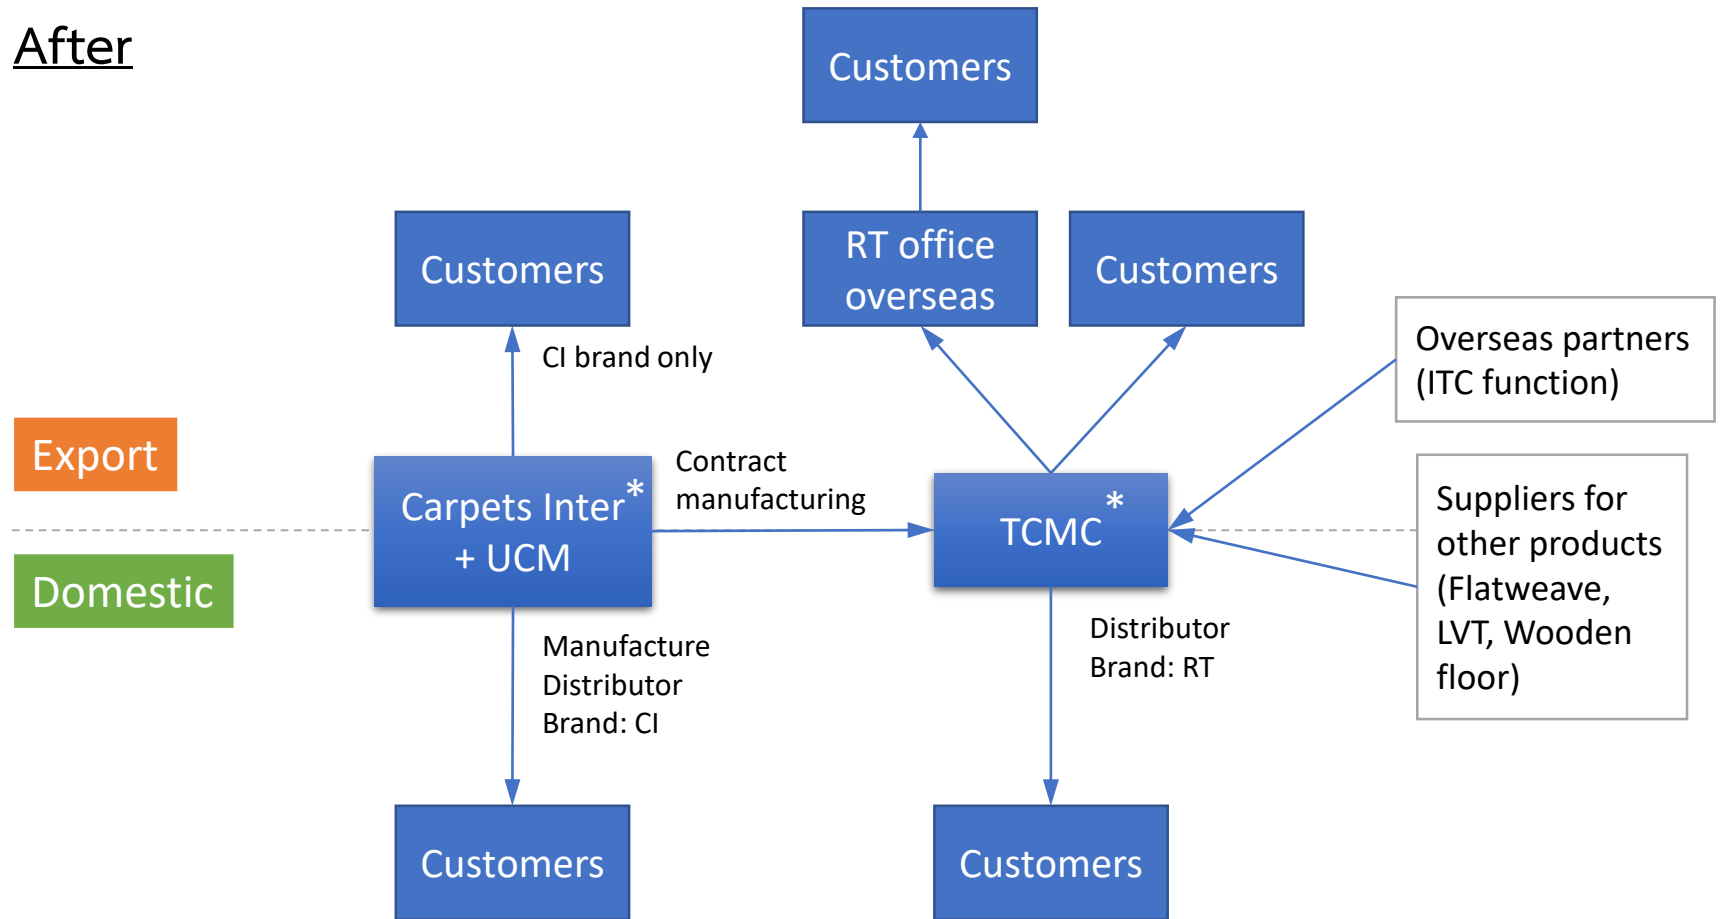 After
Customers
Customers
RT office
overseas
Customers
CI brand only
Overseas partners
(ITC function)
Export
Domestic
Carpets Inter*
+ UCM
Contract
manufacturing
TCMC*
Suppliers for
other products
(Flatweave,
LVT, Wooden
floor)
Manufacture
Distributor
Brand: CI
Distributor
Brand: RT
Customers
Customers